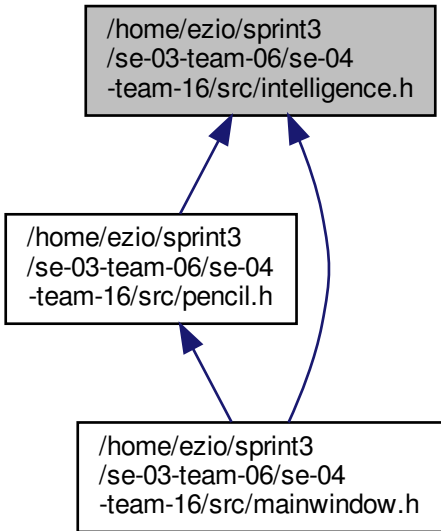 /home/ezio/sprint3
/se-03-team-06/se-04
-team-16/src/intelligence.h
/home/ezio/sprint3
/se-03-team-06/se-04
-team-16/src/pencil.h
/home/ezio/sprint3
/se-03-team-06/se-04
-team-16/src/mainwindow.h